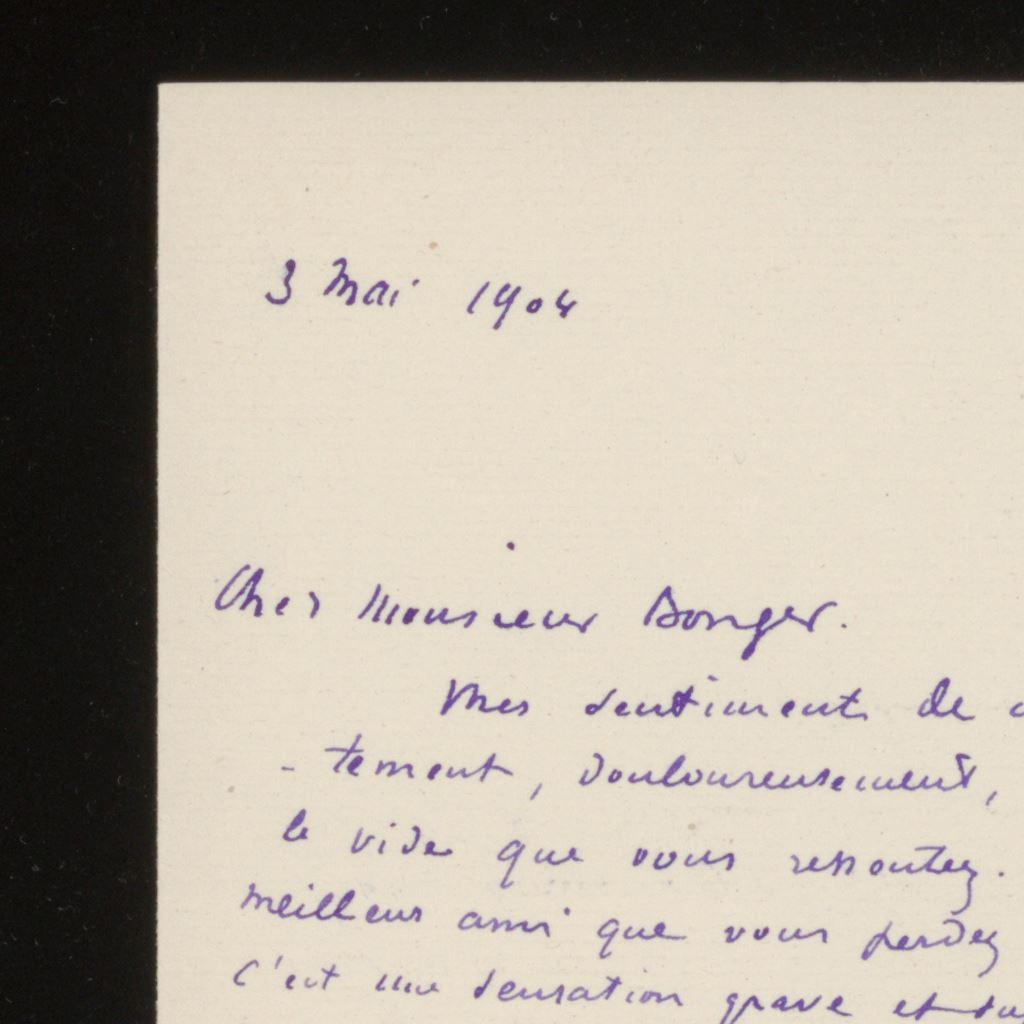 3 Mai 1904
Cher Monsieur Bonger.
Mes sentiments de
- tement, douloureusement,
le vide que vous ressentez.
meilleur ami que vous perdez
C'est une sensation grave et